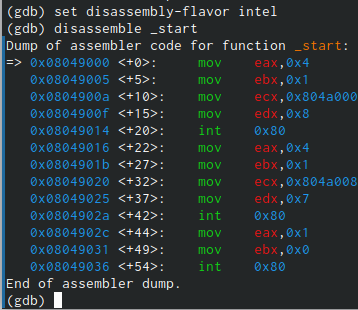 (gdb) set disassembly-flavor intel
(gdb) disassemble _start
Dump of assembler code for function _start:
=> 0x08049000 <+0>:     mov    eax,0x4
   0x08049005 <+5>:     mov    ebx,0x1
   0x0804900a <+10>:    mov    ecx,0x804a000
   0x0804900f <+15>:    mov    edx,0x8
   0x08049014 <+20>:    int    0x80
   0x08049016 <+22>:    mov    eax,0x4
   0x0804901b <+27>:    mov    ebx,0x1
   0x08049020 <+32>:    mov    ecx,0x804a008
   0x08049025 <+37>:    mov    edx,0x7
   0x0804902a <+42>:    int    0x80
   0x0804902c <+44>:    mov    eax,0x1
   0x08049031 <+49>:    mov    ebx,0x0
   0x08049036 <+54>:    int    0x80
End of assembler dump.
(gdb)